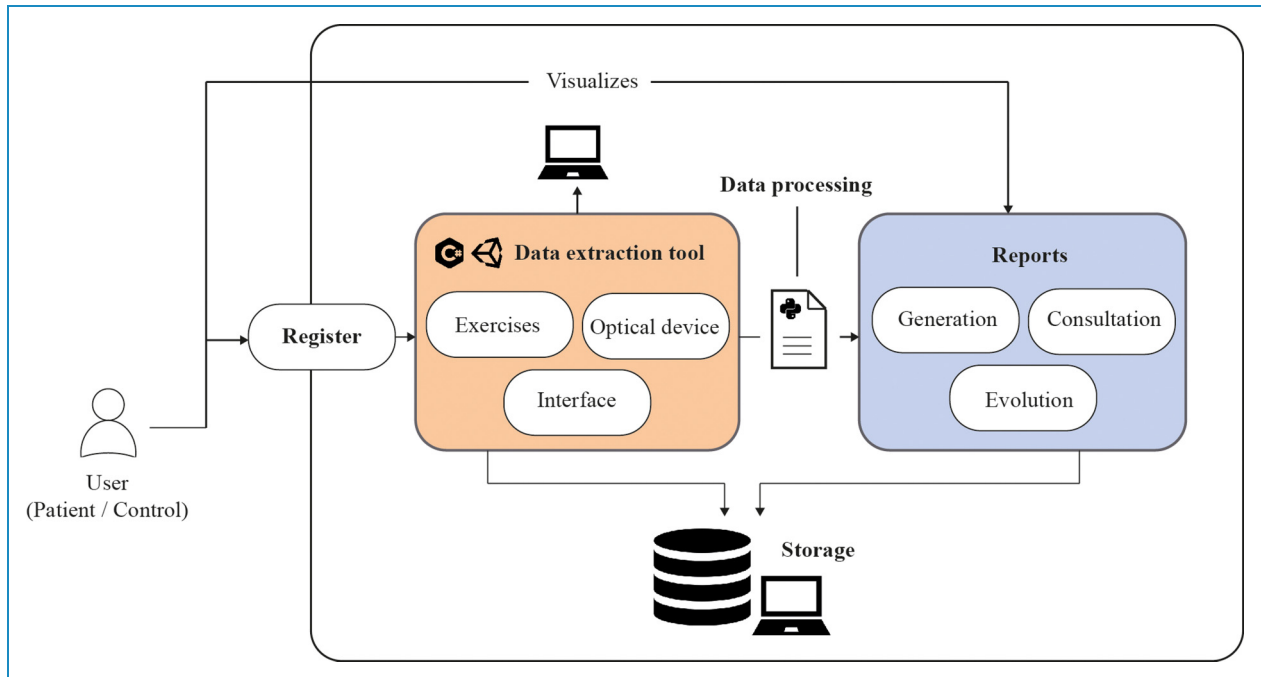 Visualizes
Data processing
C# Data extraction tool
Reports
Register
Exercises
Optical device
Interface
Generation
Consultation
Evolution
User
(Patient / Control)
Storage